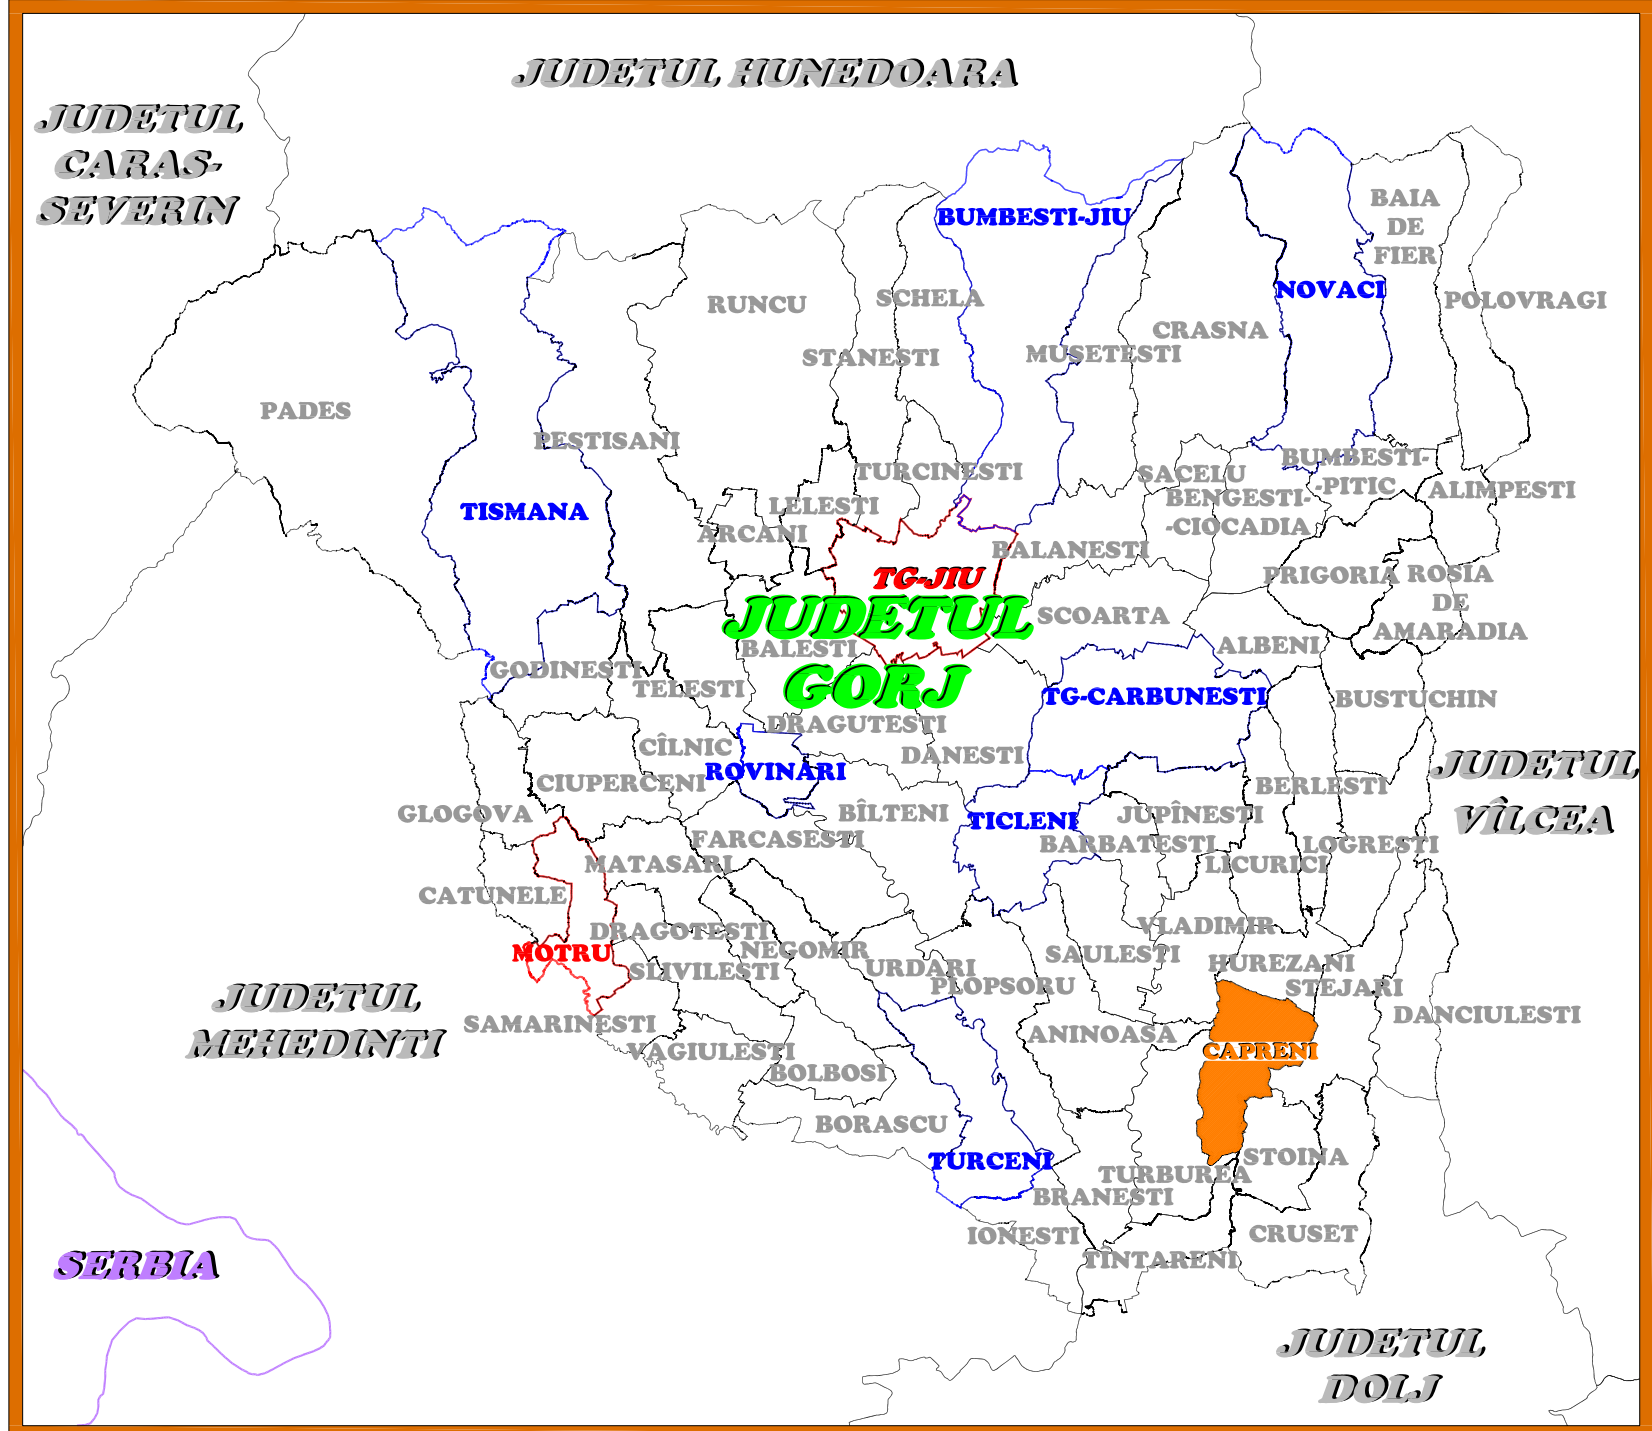 JUDETUL HUNEDOARA
JUDETUL
CARAS-
SEVERIN
BAIA
DE
FIER
BUMBESTI-JIU
NOVACI
POLOVRAGI
RUNCU
SCHELA
CRASNA
STANESTI
MUSETESTI
PADES
PESTISANI
TURCINESTI
SACELU
BUMBESTI-
-PITIC
ALIMPESTI
BENGESTI-
-CIOCADIA
TISMANA
LELESTI
ARCANI
BALANESTI
TG-JIU
PRIGORIA
ROSIA
DE
AMARADIA
JUDETUL
GORJ
SCOARTA
ALBENI
BALESTI
GODINESTI
TELESTI
TG-CARBUNESTI
BUSTUCHIN
DRAGUTESTI
DANESTI
CÎLNIC
ROVINARI
CIUPERCENI
BERLESTI
JUDETUL
VÎLCEA
GLOGOVA
BÎLTENI
TICLENI
JUPÎNESTI
FARCASESTI
BARBATESTI
LOGRESTI
MATASARI
LICURICI
CATUNELE
DRAGOTESTI
VLADIMIR
MOTRU
NEGOMIR
SAULESTI
SLIVILESTI
URDARI
HUREZANI
PLOPSORU
STEJARI
JUDETUL
MEHEDINTI
SAMARINESTI
DANCIULESTI
ANINOASA
VAGIULESTI
CAPRENI
BOLBOSI
BORASCU
TURCENI
STOINA
TURBUREA
BRANESTI
IONESTI
CRUSET
TÎNTARENI
SERBIA
JUDETUL
DOLJ